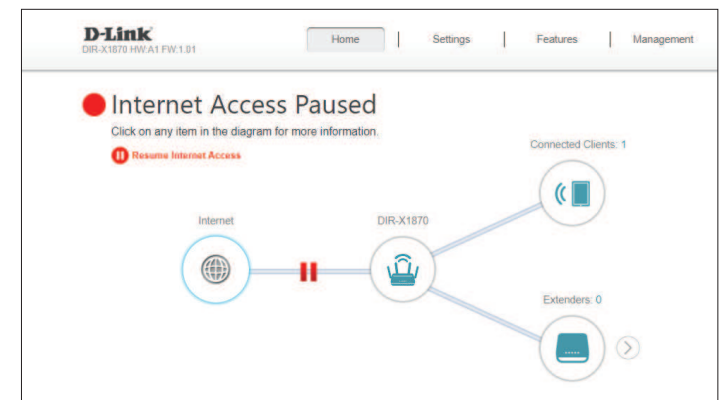 D-Link
DIR-X1870 HW:A1 FW:1.01
Home | Settings | Features | Management
Internet Access Paused
Click on any item in the diagram for more information.
Resume Internet Access
Connected Clients: 1
Internet
DIR-X1870
Extenders: 0